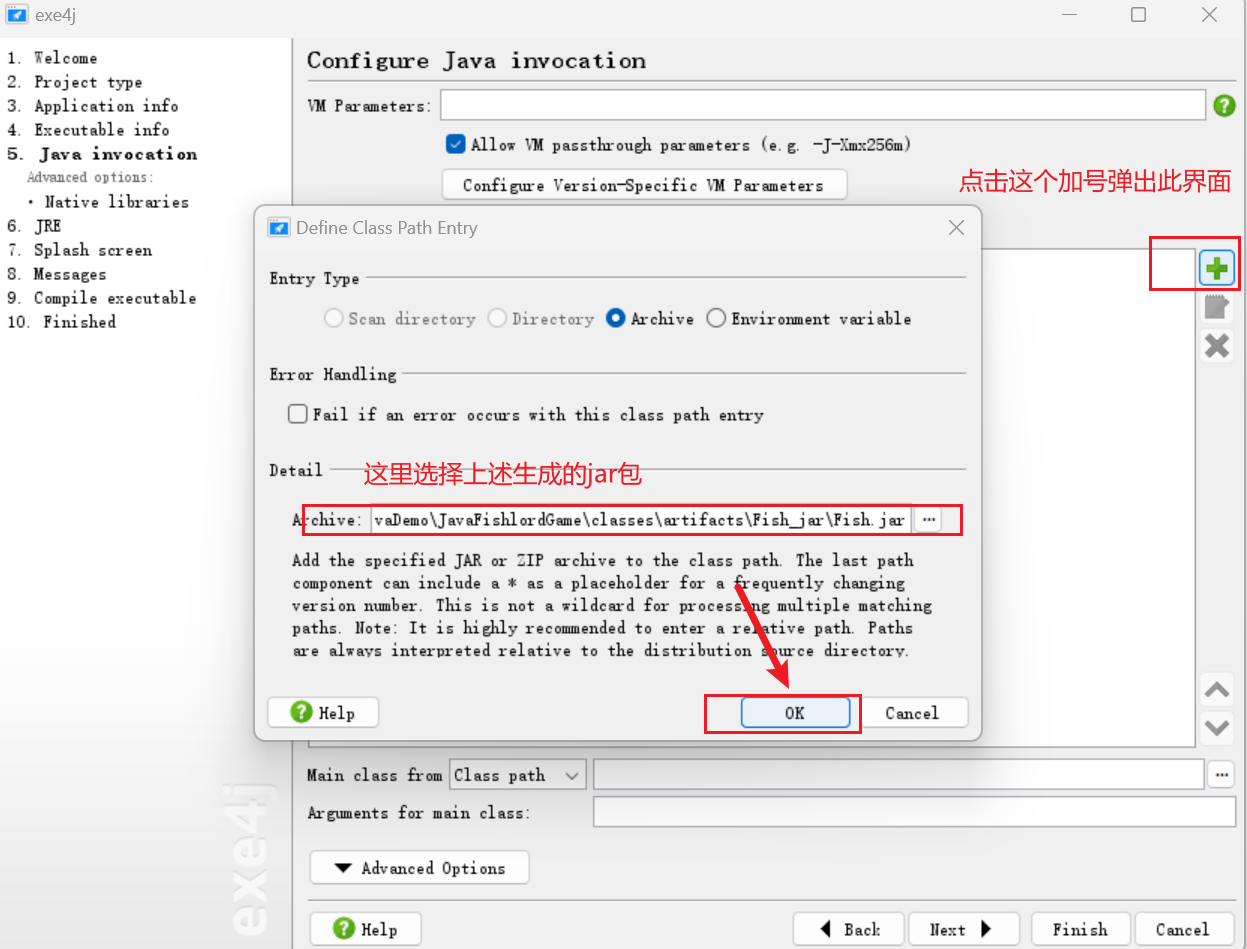 exe4j
1. Welcome
2. Project type
3. Application info
4. Executable info
5. Java invocation
Advanced options:
• Native libraries
6. JRE
7. Splash screen
8. Messages
9. Compile executable
10. Finished
exe4j
Configure Java invocation
VM Parameters:
Allow VM passthrough parameters (e.g. -J-Xmx256m)
Configure Version-Specific VM Parameters
点击这个加号弹出此界面
Define Class Path Entry
Entry Type
Scan directory Directory Archive Environment variable
Error Handling
Fail if an error occurs with this class path entry
Detail
这里选择上述生成的jar包
Archive: vaDemo\JavaFishlordGame\classes\artifacts\Fish_jar\Fish.jar ...
Add the specified JAR or ZIP archive to the class path. The last path
component can include a * as a placeholder for a frequently changing
version number. This is not a wildcard for processing multiple matching
paths. Note: It is highly recommended to enter a relative path. Paths
are always interpreted relative to the distribution source directory.
Help OK Cancel
Main class from Class path ...
Arguments for main class:
Advanced Options
Help Back Next Finish Cancel